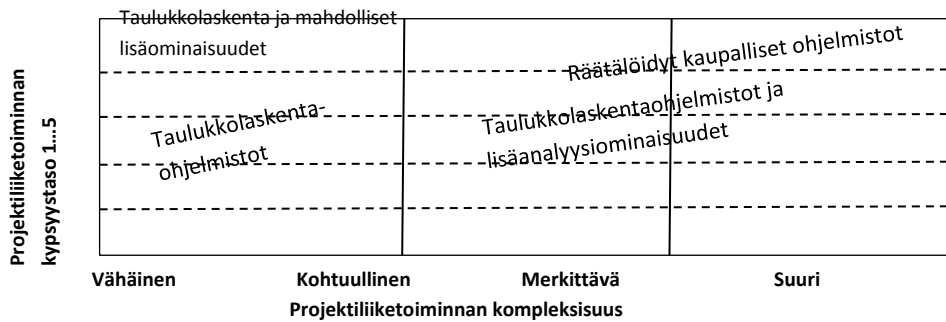 Taulukkolaskenta ja mahdolliset
lisäominaisuudet
Räätälöidyt kaupalliset ohjelmistot
Taulukkolaskenta-
ohjelmistot
Taulukkolaskentaohjelmistot ja
lisäanalyysiominaisuudet
Projektiliiketoiminnan
kypsyystaso 1...5
Vähäinen
Kohtuullinen
Merkittävä
Suuri
Projektiliiketoiminnan kompleksisuus